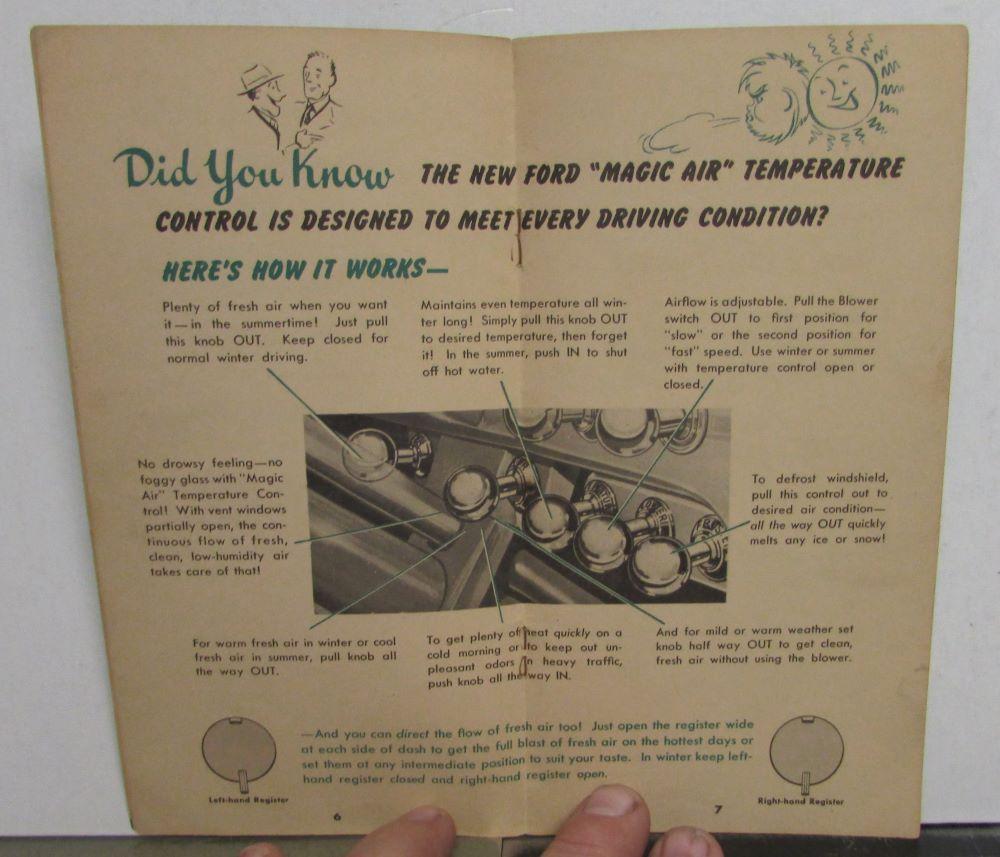 Did You Know THE NEW FORD "MAGIC AIR" TEMPERATURE
CONTROL IS DESIGNED TO MEET EVERY DRIVING CONDITION?
HERE'S HOW IT WORKS—
Plenty of fresh air when you want
it—in the summertime! Just pull
this knob OUT. Keep closed for
normal winter driving.
Maintains even temperature all win-
ter long! Simply pull this knob OUT
to desired temperature, then forget
it! In the summer, push IN to shut
off hot water.
Airflow is adjustable. Pull the Blower
switch OUT to first position for
"slow" or the second position for
"fast" speed. Use winter or summer
with temperature control open or
closed.
No drowsy feeling—no
foggy glass with "Magic
Air" Temperature Con-
trol! With vent windows
partially open, the con-
tinuous flow of fresh,
clean, low-humidity air
takes care of that!
To defrost windshield,
pull this control out to
desired air condition—
all the way OUT quickly
melts any ice or snow!
For warm fresh air in winter or cool
fresh air in summer, pull knob all
the way OUT.
To get plenty of heat quickly on a
cold morning or to keep out un-
pleasant odors in heavy traffic,
push knob all the way IN.
And for mild or warm weather set
knob half way OUT to get clean,
fresh air without using the blower.
—And you can direct the flow of fresh air too! Just open the register wide
at each side of dash to get the full blast of fresh air on the hottest days or
set them at any intermediate position to suit your taste. In winter keep left-
hand register closed and right-hand register open.
Left-hand Register
Right-hand Register
6
7